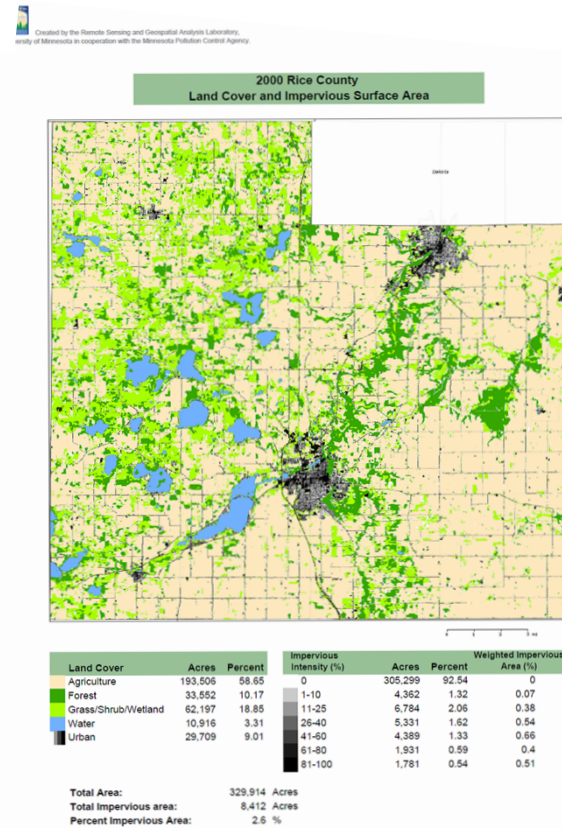 Created by the Remote Sensing and Geospatial Analysis Laboratory,
ersity of Minnesota in cooperation with the Minnesota Pollution Control Agency.
2000 Rice County
Land Cover and Impervious Surface Area
Dakota
Land Cover Acres Percent
Agriculture 193,506 58.65
Forest 33,552 10.17
Grass/Shrub/Wetland 62,197 18.85
Water 10,916 3.31
Urban 29,709 9.01
Impervious Weighted Impervious
Intensity (%) Acres Percent Area (%)
0 305,299 92.54 0
1-10 4,362 1.32 0.07
11-25 6,784 2.06 0.38
26-40 5,331 1.62 0.54
41-60 4,389 1.33 0.66
61-80 1,931 0.59 0.4
81-100 1,781 0.54 0.51
Total Area: 329,914 Acres
Total Impervious area: 8,412 Acres
Percent Impervious Area: 2.6 %